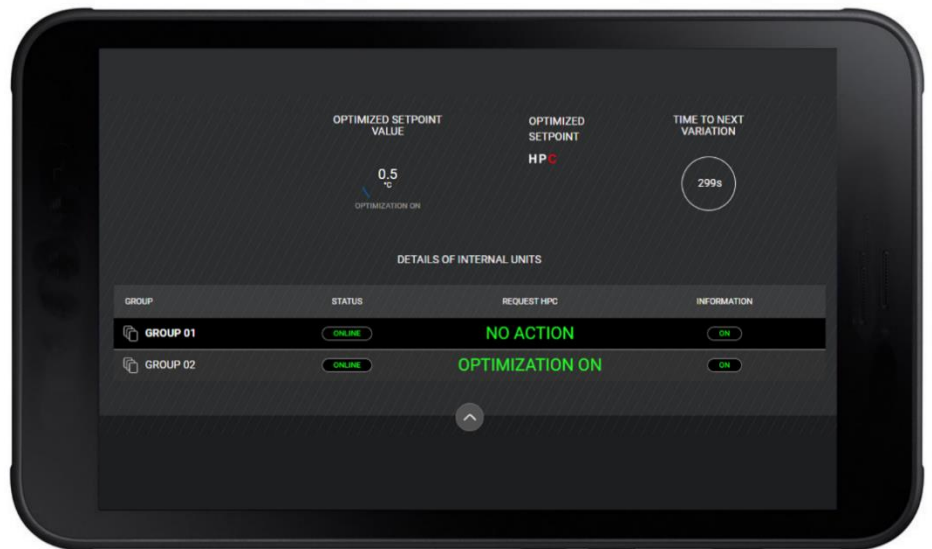 OPTIMIZED SETPOINT
VALUE
0.5
°C
OPTIMIZATION ON
OPTIMIZED
SETPOINT
HPC
TIME TO NEXT
VARIATION
299s
DETAILS OF INTERNAL UNITS
GROUP STATUS REQUEST HPC INFORMATION
GROUP 01 ONLINE NO ACTION ON
GROUP 02 ONLINE OPTIMIZATION ON ON